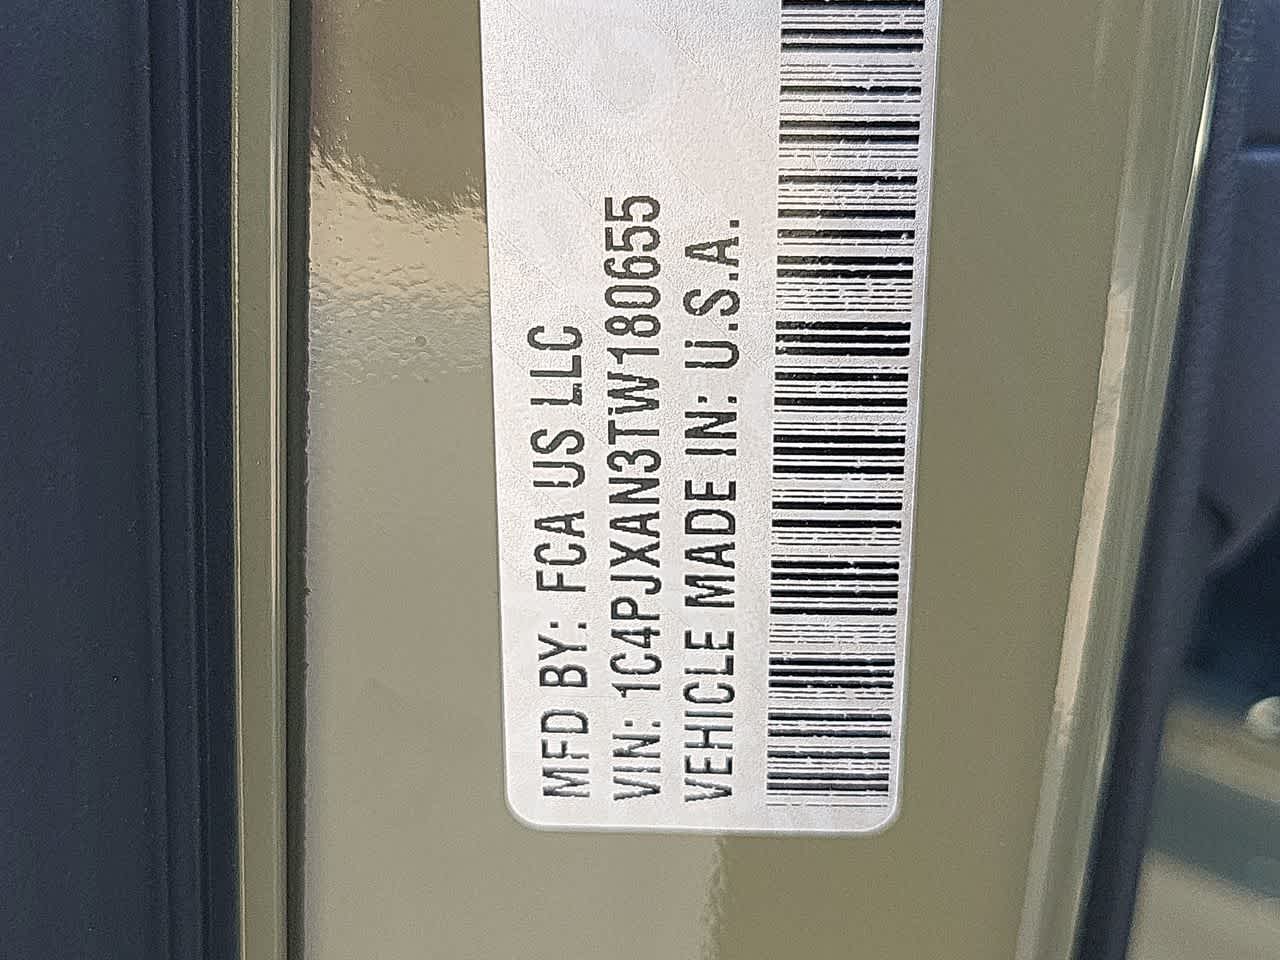 MFD BY: FCA US LLC
VIN: 1C4PJXAN3TW180655
VEHICLE MADE IN: U.S.A.